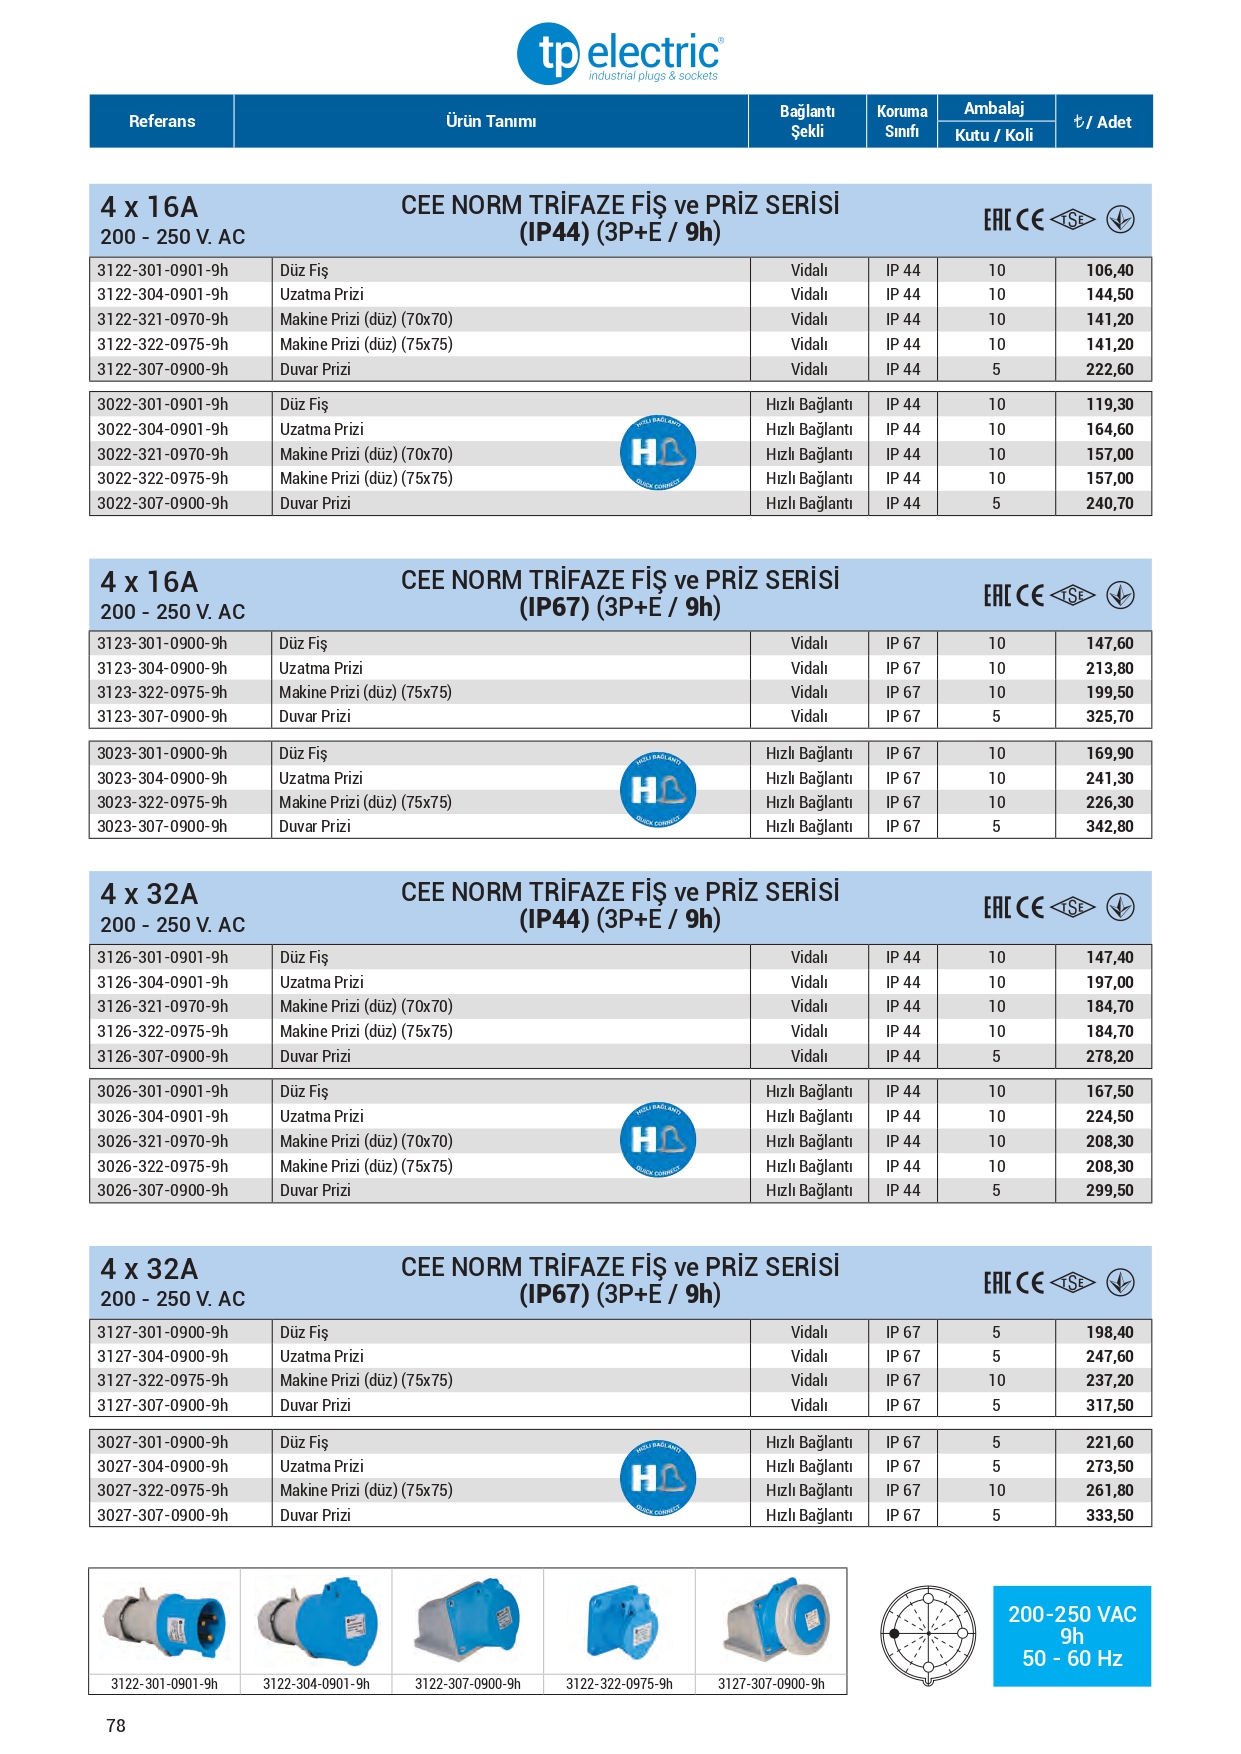 tp electric®
industrial plugs & sockets
Referans Ürün Tanımı Bağlantı Şekli Koruma Sınıfı Ambalaj Kutu / Koli ₺/ Adet
4 x 16A CEE NORM TRİFAZE FİŞ ve PRİZ SERİSİ
200 - 250 V. AC (IP44) (3P+E / 9h) EAC CE TSE
3122-301-0901-9h Düz Fiş Vidalı IP 44 10 106,40
3122-304-0901-9h Uzatma Prizi Vidalı IP 44 10 144,50
3122-321-0970-9h Makine Prizi (düz) (70x70) Vidalı IP 44 10 141,20
3122-322-0975-9h Makine Prizi (düz) (75x75) Vidalı IP 44 10 141,20
3122-307-0900-9h Duvar Prizi Vidalı IP 44 5 222,60
3022-301-0901-9h Düz Fiş Hızlı Bağlantı IP 44 10 119,30
3022-304-0901-9h Uzatma Prizi Hızlı Bağlantı IP 44 10 164,60
3022-321-0970-9h Makine Prizi (düz) (70x70) Hızlı Bağlantı IP 44 10 157,00
3022-322-0975-9h Makine Prizi (düz) (75x75) Hızlı Bağlantı IP 44 10 157,00
3022-307-0900-9h Duvar Prizi Hızlı Bağlantı IP 44 5 240,70
HIZLI BAĞLANTI
HB
QUICK CONNECT
4 x 16A CEE NORM TRİFAZE FİŞ ve PRİZ SERİSİ
200 - 250 V. AC (IP67) (3P+E / 9h) EAC CE TSE
3123-301-0900-9h Düz Fiş Vidalı IP 67 10 147,60
3123-304-0900-9h Uzatma Prizi Vidalı IP 67 10 213,80
3123-322-0975-9h Makine Prizi (düz) (75x75) Vidalı IP 67 10 199,50
3123-307-0900-9h Duvar Prizi Vidalı IP 67 5 325,70
3023-301-0900-9h Düz Fiş Hızlı Bağlantı IP 67 10 169,90
3023-304-0900-9h Uzatma Prizi Hızlı Bağlantı IP 67 10 241,30
3023-322-0975-9h Makine Prizi (düz) (75x75) Hızlı Bağlantı IP 67 10 226,30
3023-307-0900-9h Duvar Prizi Hızlı Bağlantı IP 67 5 342,80
HIZLI BAĞLANTI
HB
QUICK CONNECT
4 x 32A CEE NORM TRİFAZE FİŞ ve PRİZ SERİSİ
200 - 250 V. AC (IP44) (3P+E / 9h) EAC CE TSE
3126-301-0901-9h Düz Fiş Vidalı IP 44 10 147,40
3126-304-0901-9h Uzatma Prizi Vidalı IP 44 10 197,00
3126-321-0970-9h Makine Prizi (düz) (70x70) Vidalı IP 44 10 184,70
3126-322-0975-9h Makine Prizi (düz) (75x75) Vidalı IP 44 10 184,70
3126-307-0900-9h Duvar Prizi Vidalı IP 44 5 278,20
3026-301-0901-9h Düz Fiş Hızlı Bağlantı IP 44 10 167,50
3026-304-0901-9h Uzatma Prizi Hızlı Bağlantı IP 44 10 224,50
3026-321-0970-9h Makine Prizi (düz) (70x70) Hızlı Bağlantı IP 44 10 208,30
3026-322-0975-9h Makine Prizi (düz) (75x75) Hızlı Bağlantı IP 44 10 208,30
3026-307-0900-9h Duvar Prizi Hızlı Bağlantı IP 44 5 299,50
HIZLI BAĞLANTI
HB
QUICK CONNECT
4 x 32A CEE NORM TRİFAZE FİŞ ve PRİZ SERİSİ
200 - 250 V. AC (IP67) (3P+E / 9h) EAC CE TSE
3127-301-0900-9h Düz Fiş Vidalı IP 67 5 198,40
3127-304-0900-9h Uzatma Prizi Vidalı IP 67 5 247,60
3127-322-0975-9h Makine Prizi (düz) (75x75) Vidalı IP 67 10 237,20
3127-307-0900-9h Duvar Prizi Vidalı IP 67 5 317,50
3027-301-0900-9h Düz Fiş Hızlı Bağlantı IP 67 5 221,60
3027-304-0900-9h Uzatma Prizi Hızlı Bağlantı IP 67 5 273,50
3027-322-0975-9h Makine Prizi (düz) (75x75) Hızlı Bağlantı IP 67 10 261,80
3027-307-0900-9h Duvar Prizi Hızlı Bağlantı IP 67 5 333,50
HIZLI BAĞLANTI
HB
QUICK CONNECT
3122-301-0901-9h 3122-304-0901-9h 3122-307-0900-9h 3122-322-0975-9h 3127-307-0900-9h
200-250 VAC
9h
50 - 60 Hz
78